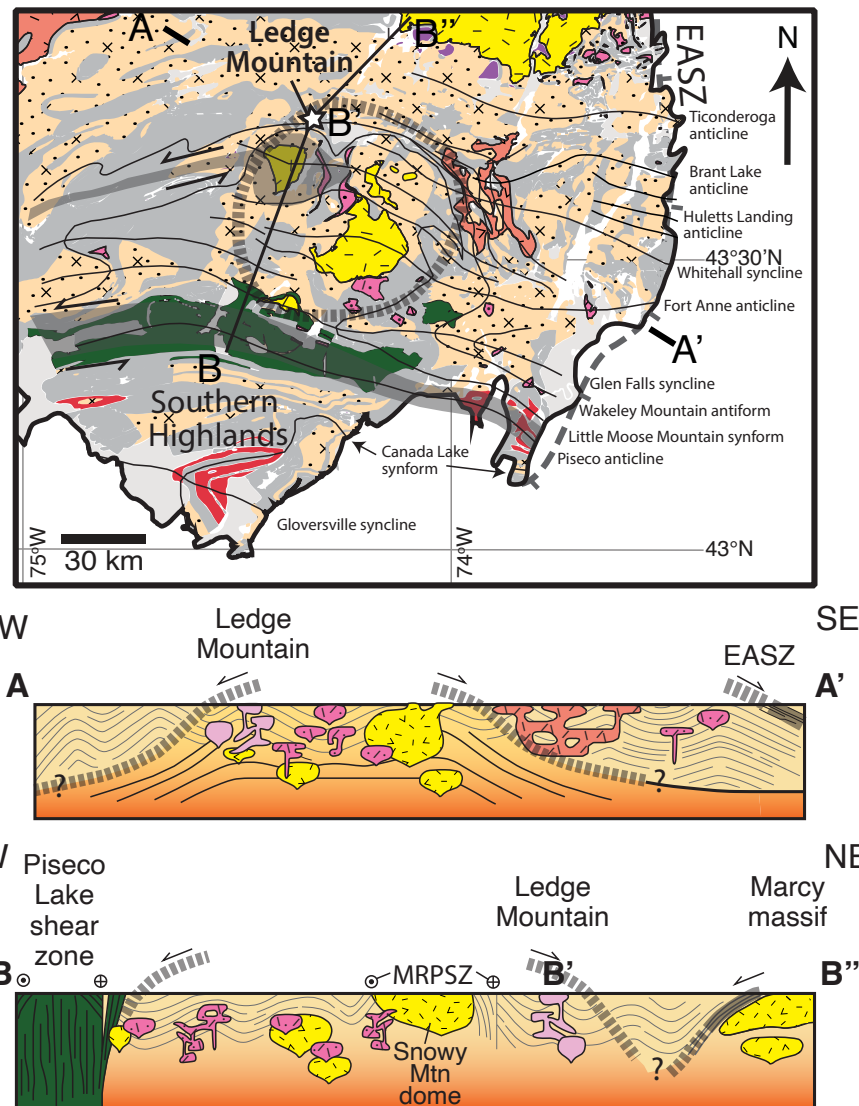 A
Ledge
Mountain
B''
EASZ
N
B'
Ticonderoga
anticline
Brant Lake
anticline
Huletts Landing
anticline
43°30'N
Whitehall syncline
Fort Anne anticline
A'
B
Southern
Highlands
Glen Falls syncline
Wakeley Mountain antiform
Little Moose Mountain synform
Piseco anticline
Canada Lake
synform
Gloversville syncline
30 km
75°W
74°W
43°N
W
Ledge
Mountain
SE
EASZ
A
A'
?
?
W
Piseco
Lake
shear
zone
NE
Ledge
Mountain
Marcy
massif
B
MRPSZ
B'
B''
Snowy
Mtn
dome
?